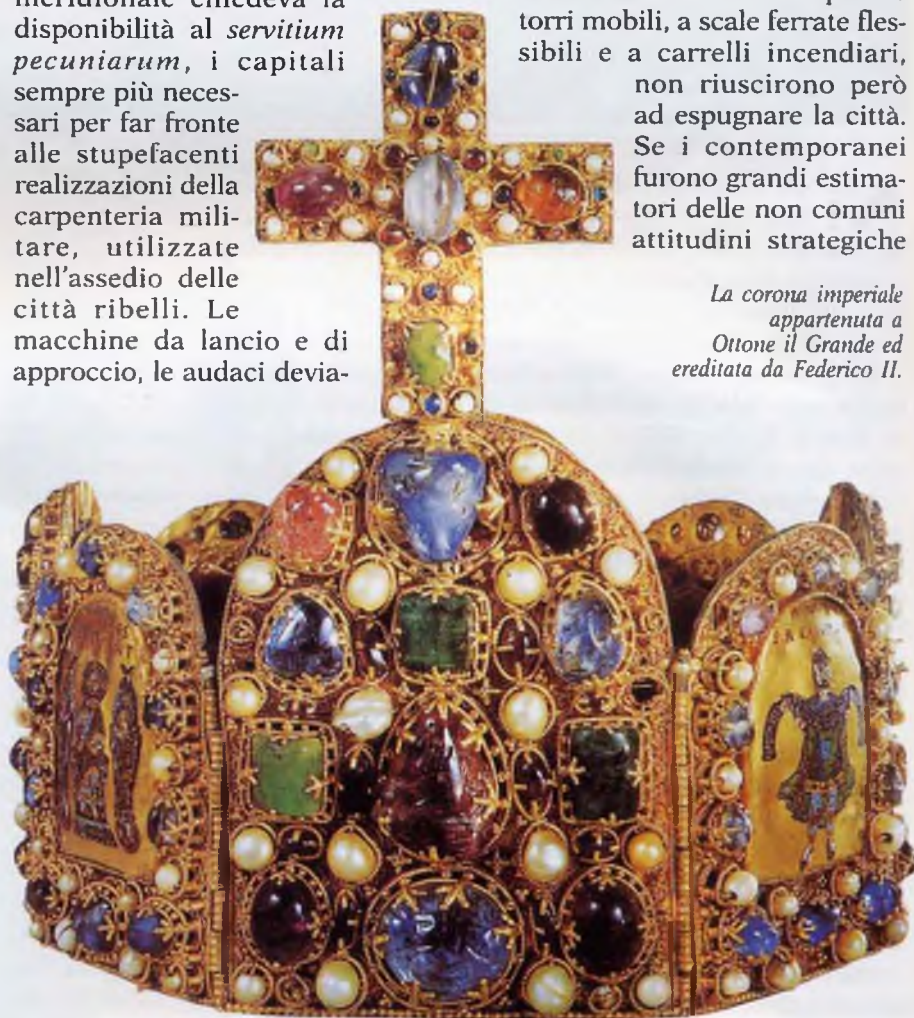 meridionale chiedeva la
disponibilità al servitium
pecuniarum, i capitali
sempre più neces-
sari per far fronte
alle stupefacenti
realizzazioni della
carpenteria mili-
tare, utilizzate
nell'assedio delle
città ribelli. Le
macchine da lancio e di
approccio, le audaci devia-
torri mobili, a scale ferrate fles-
sibili e a carrelli incendiari,
non riuscirono però
ad espugnare la città.
Se i contemporanei
furono grandi estima-
tori delle non comuni
attitudini strategiche
La corona imperiale
appartenuta a
Ottone il Grande ed
ereditata da Federico II.